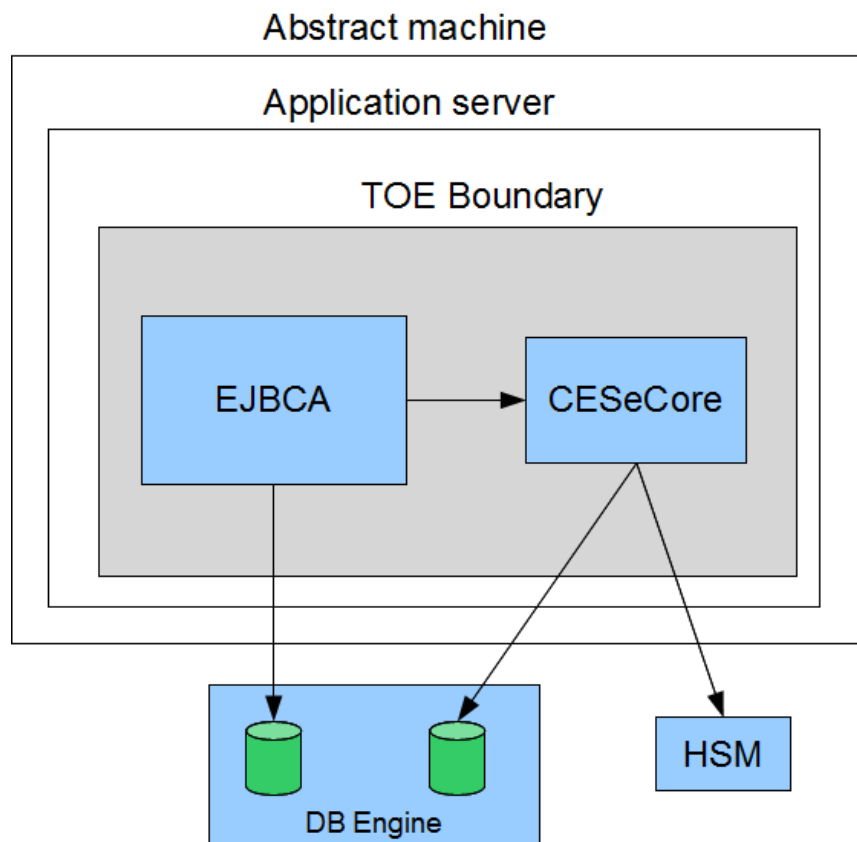 Abstract machine
Application server
TOE Boundary
EJBCA
CESeCore
HSM
DB Engine